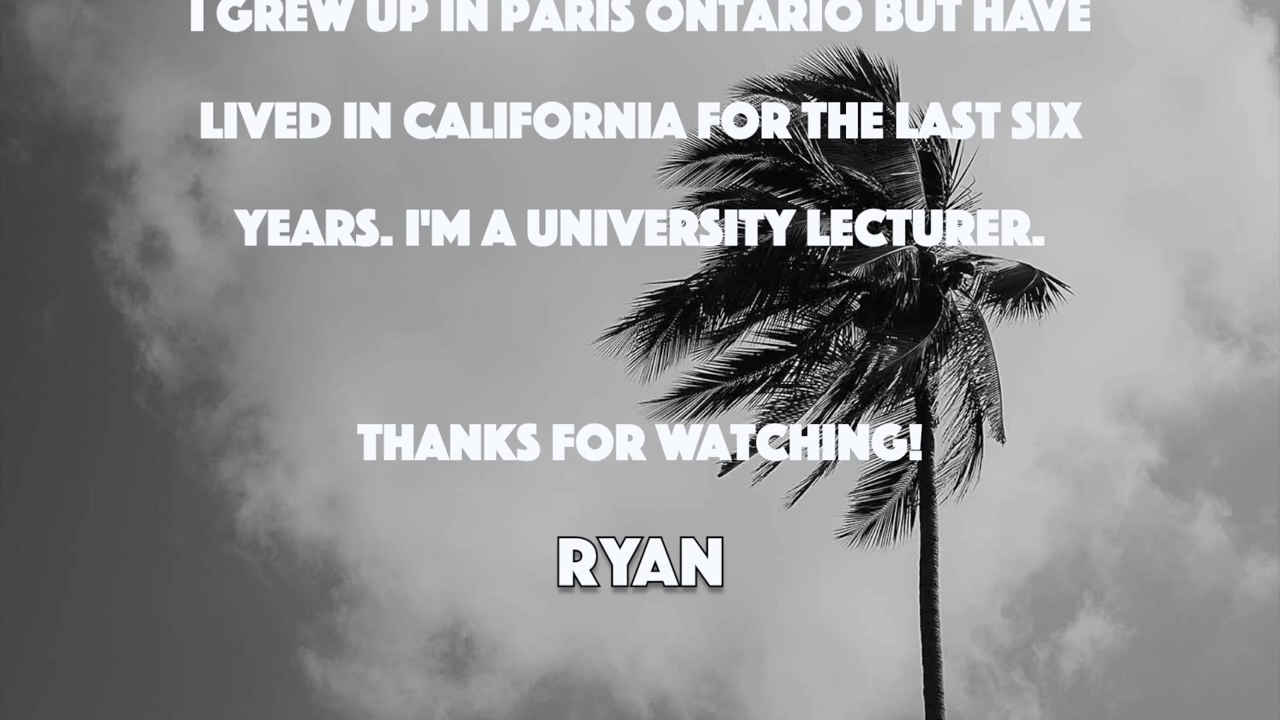 I GREW UP IN PARIS ONTARIO BUT HAVE
LIVED IN CALIFORNIA FOR THE LAST SIX
YEARS. I'M A UNIVERSITY LECTURER.
THANKS FOR WATCHING!
RYAN